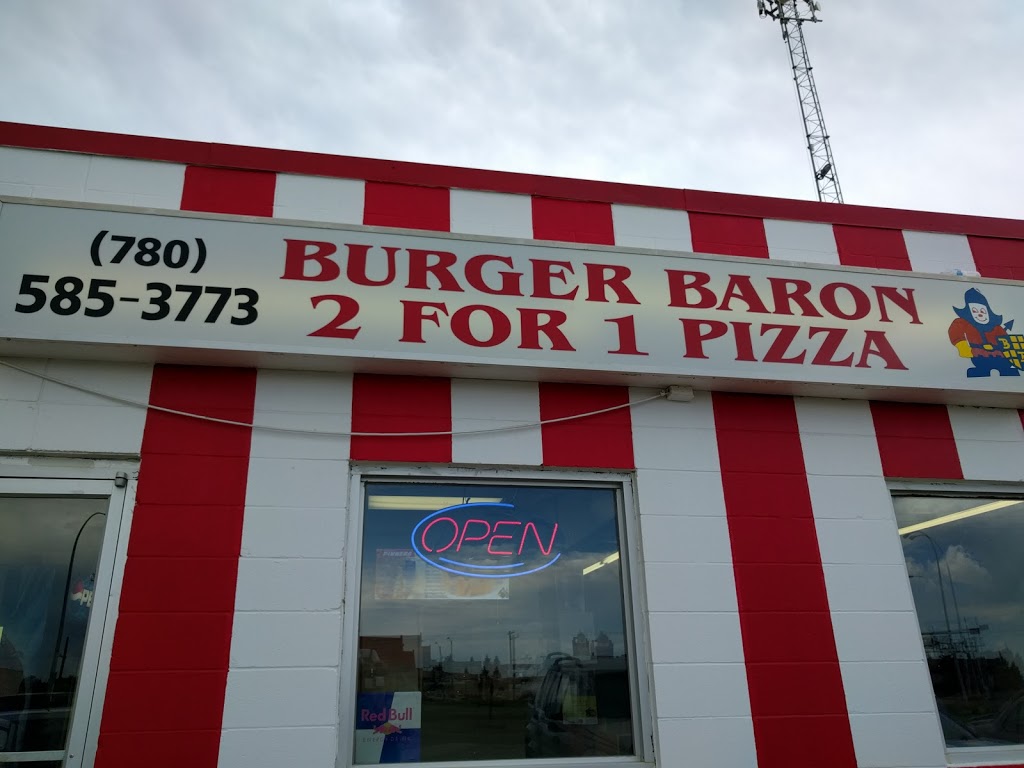 (780)
585-3773
BURGER BARON
2 FOR 1 PIZZA
OPEN
Red Bull